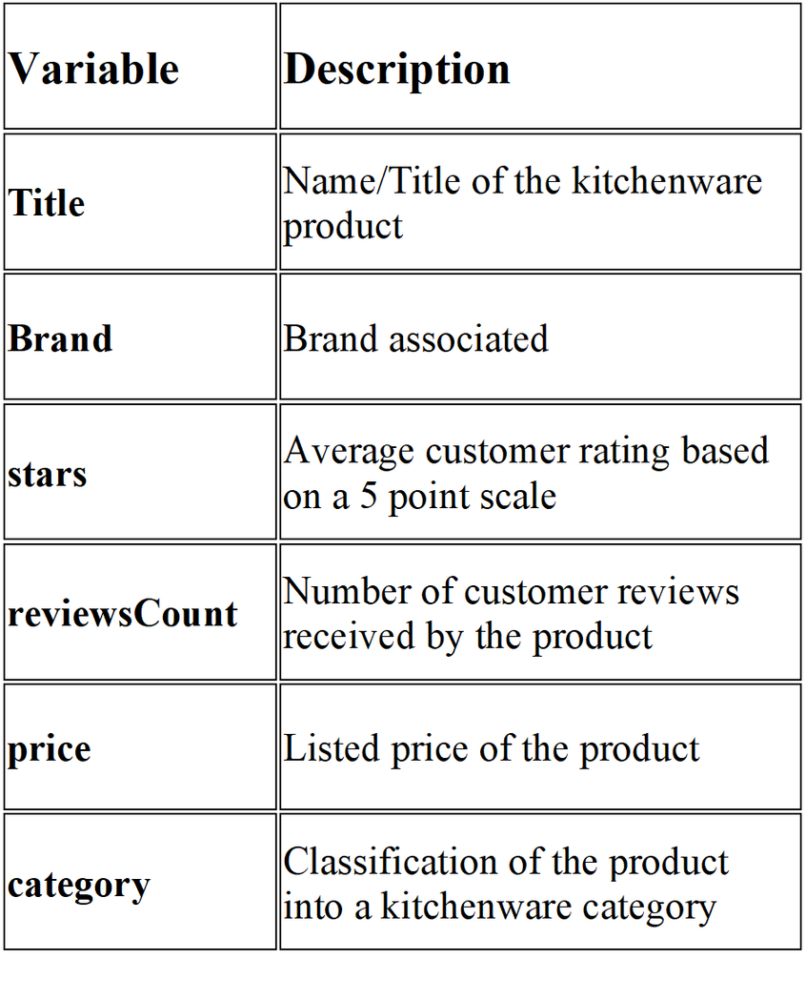 Variable
Description
Title
Name/Title of the kitchenware
product
Brand
Brand associated
stars
Average customer rating based
on a 5 point scale
reviewsCount
Number of customer reviews
received by the product
price
Listed price of the product
category
Classification of the product
into a kitchenware category